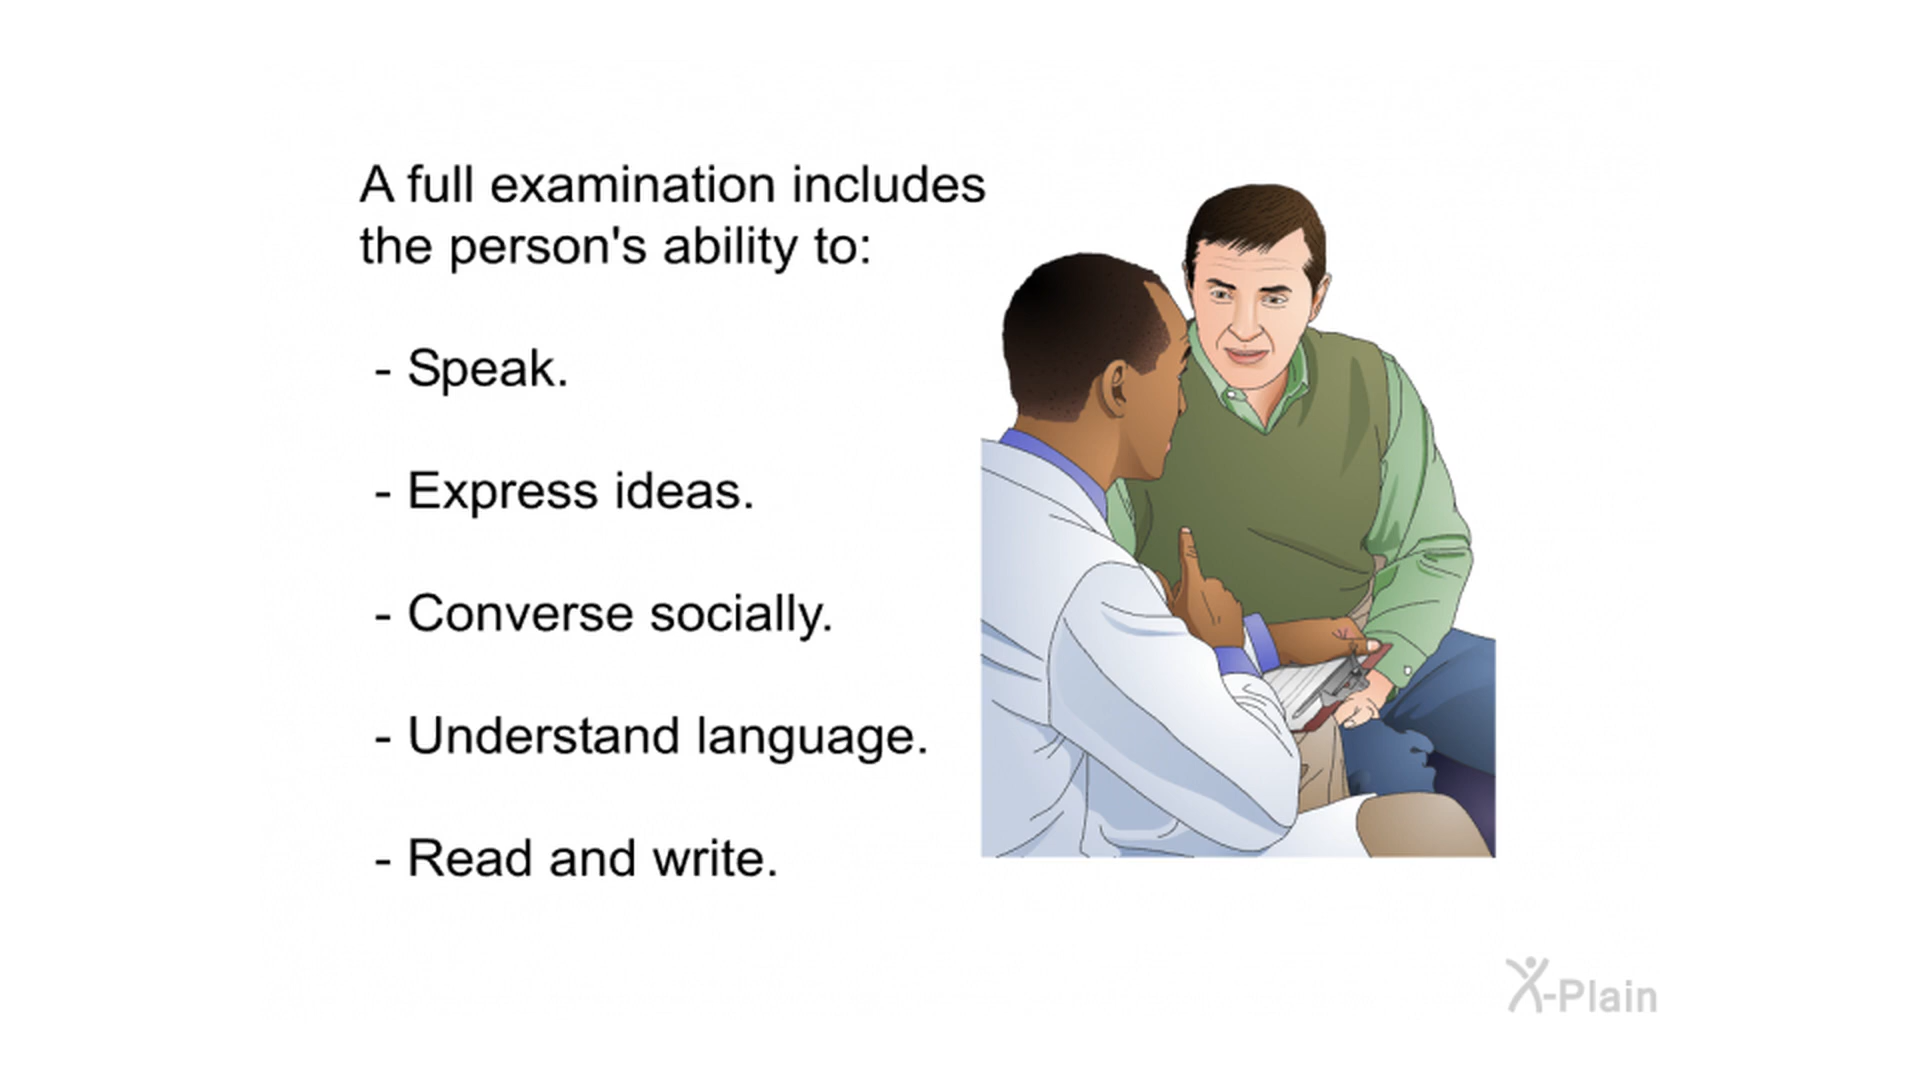 A full examination includes
the person's ability to:
- Speak.
- Express ideas.
- Converse socially.
- Understand language.
- Read and write.
X-Plain